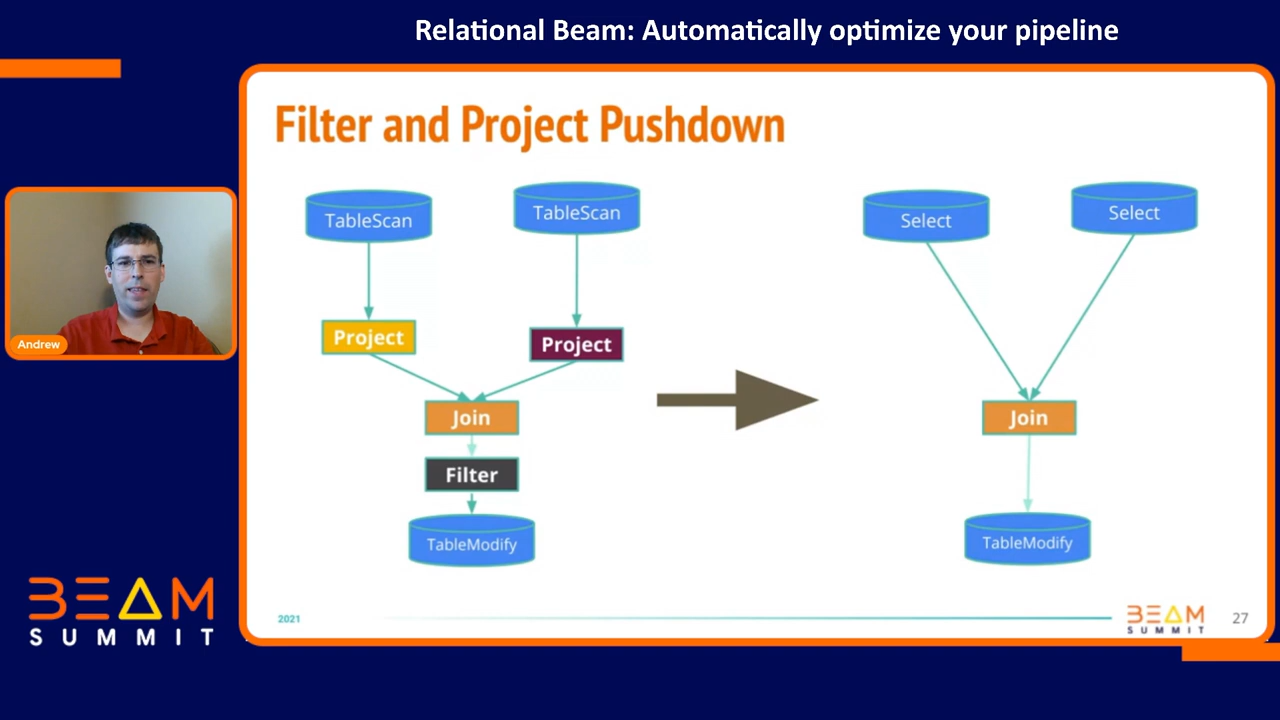 Relational Beam: Automatically optimize your pipeline
Filter and Project Pushdown
TableScan
TableScan
Select
Select
Project
Project
Join
Join
Filter
TableModify
TableModify
Andrew
BEAM
SUMMIT
2021
BEAM
SUMMIT
27